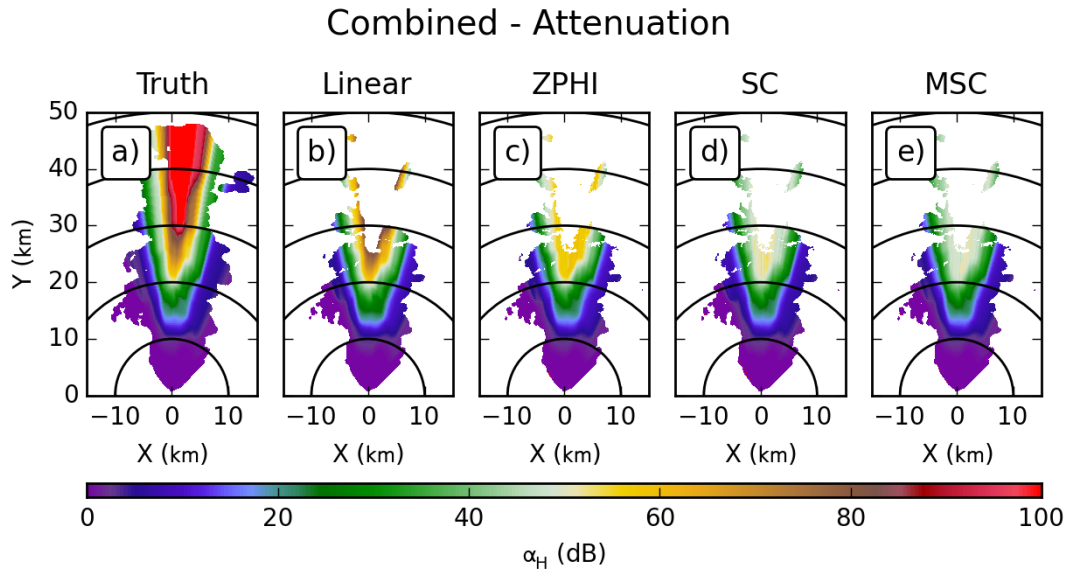 Combined - Attenuation
Truth Linear ZPHI SC MSC
a) b) c) d) e)
50
40
30
20
10
0
Y (km)
−10 0 10 −10 0 10 −10 0 10 −10 0 10 −10 0 10
X (km) X (km) X (km) X (km) X (km)
0 20 40 60 80 100
α_H (dB)